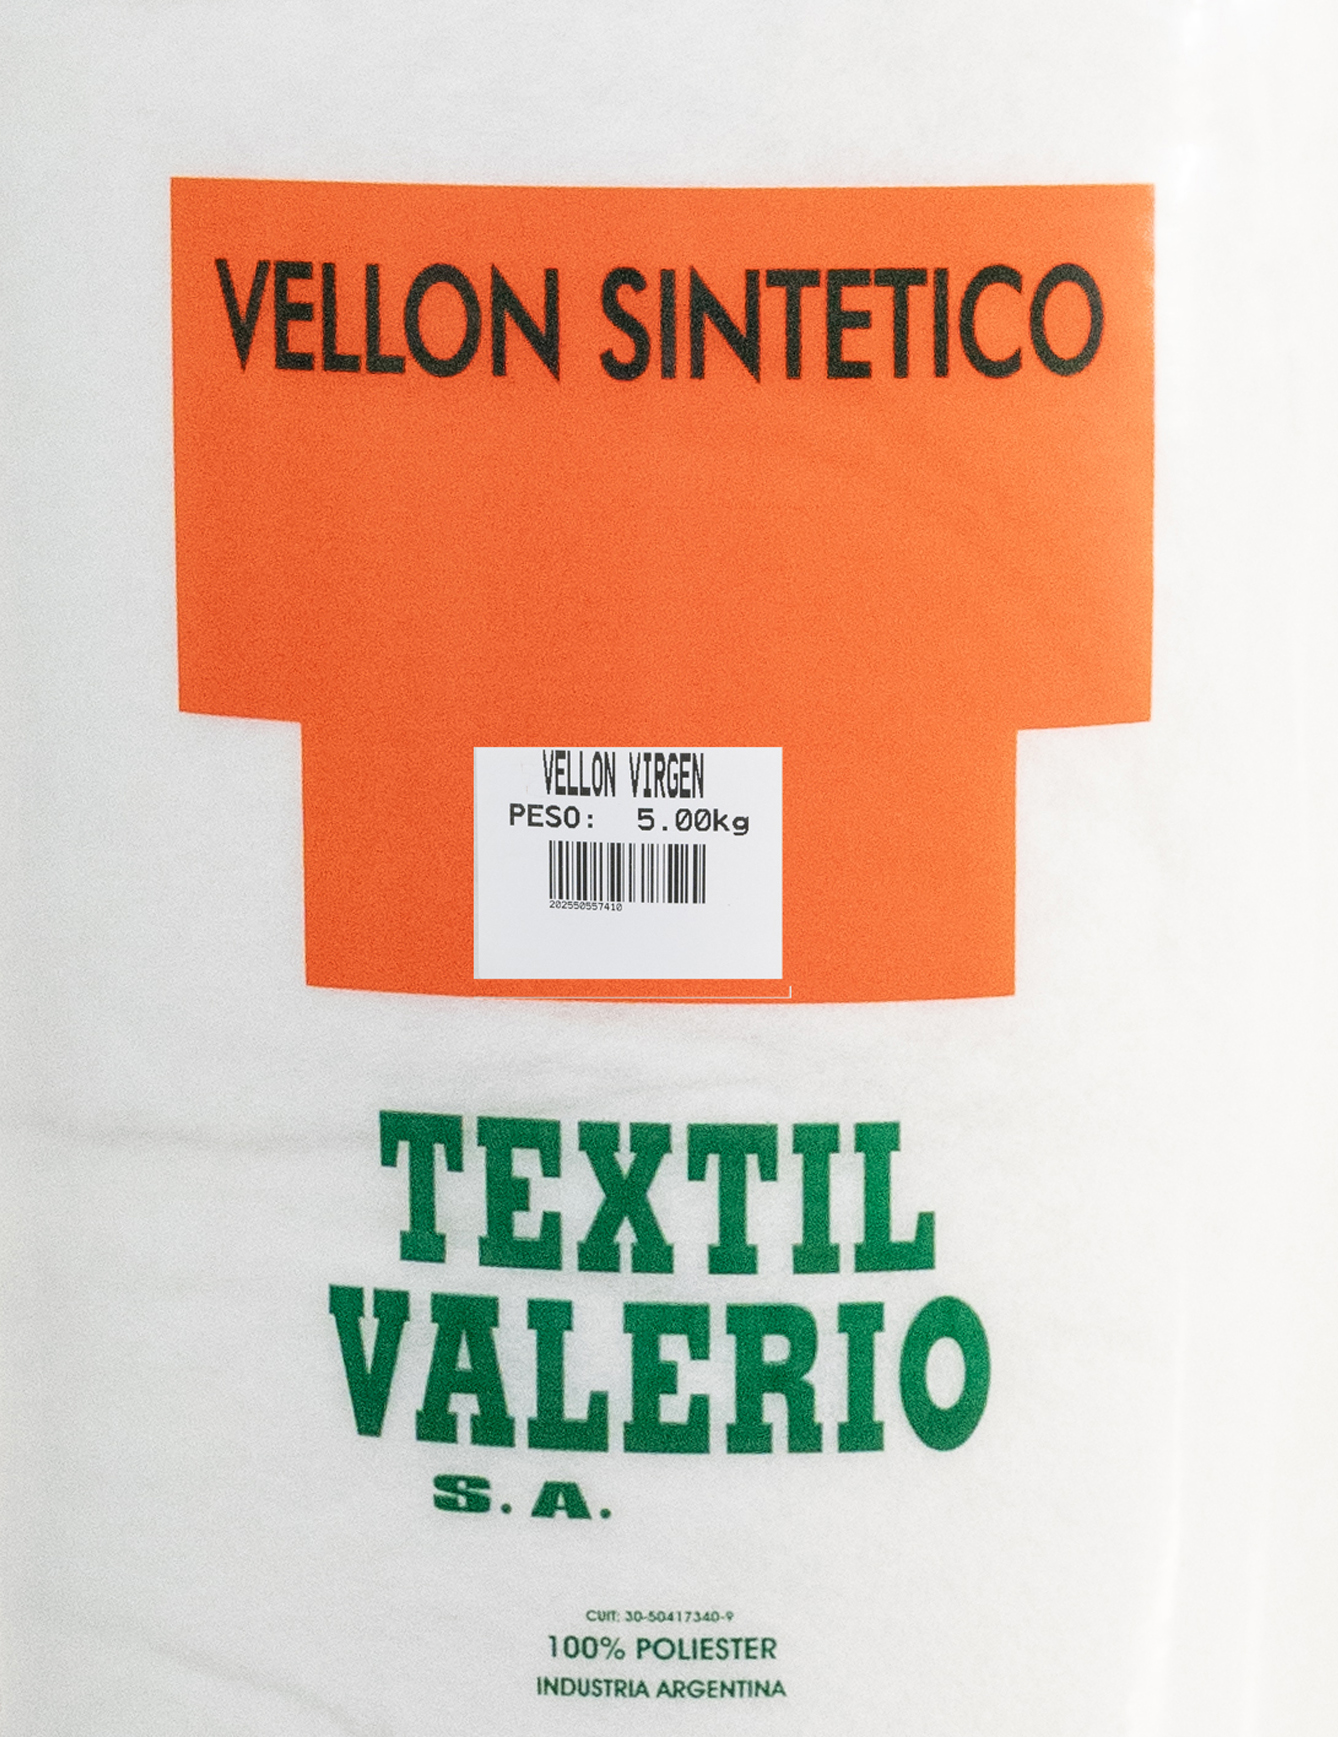 VELLON SINTETICO
VELLON VIRGEN
PESO: 5.00kg
202550557410
TEXTIL
VALERIO
S. A.
CUIT: 30-50417340-9
100% POLIESTER
INDUSTRIA ARGENTINA